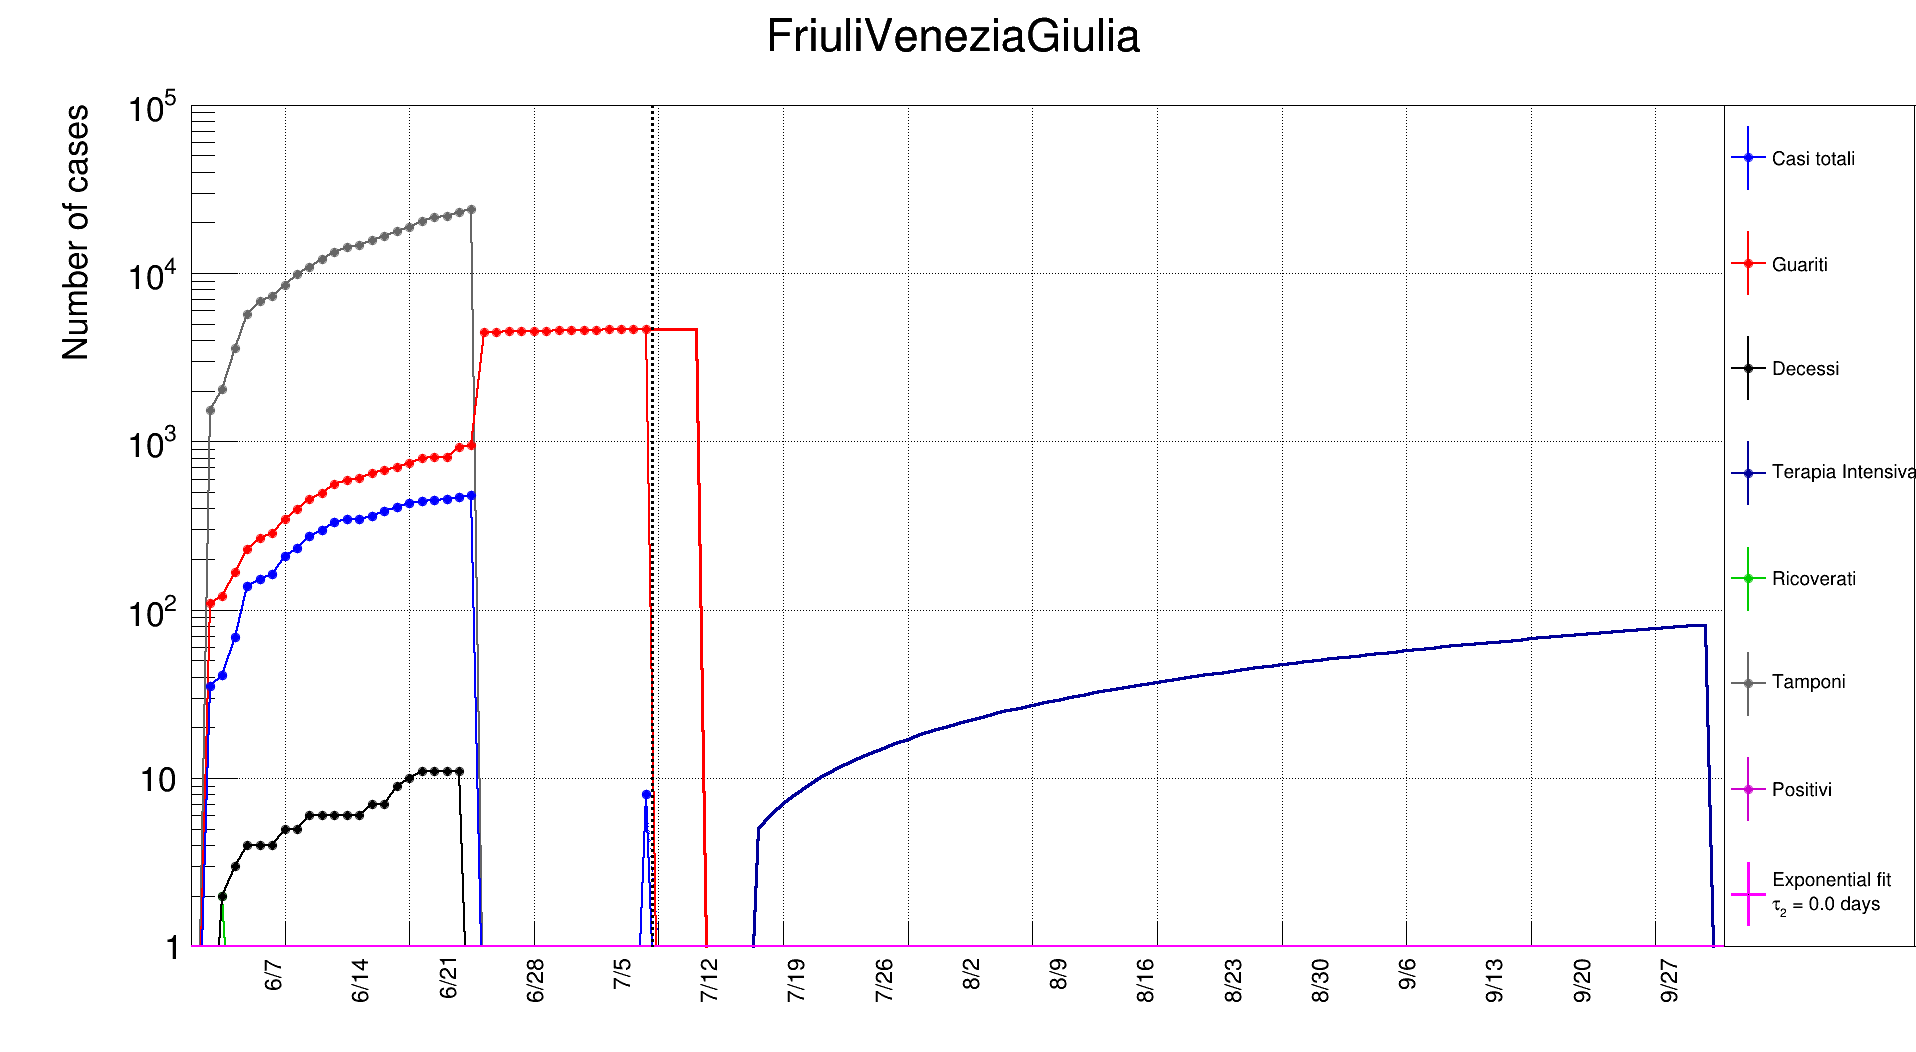 FriuliVeneziaGiulia
Number of cases
10^5
10^4
10^3
10^2
10
1
6/7
6/14
6/21
6/28
7/5
7/12
7/19
7/26
8/2
8/9
8/16
8/23
8/30
9/6
9/13
9/20
9/27
Casi totali
Guariti
Decessi
Terapia Intensiva
Ricoverati
Tamponi
Positivi
Exponential fit
τ₂ = 0.0 days